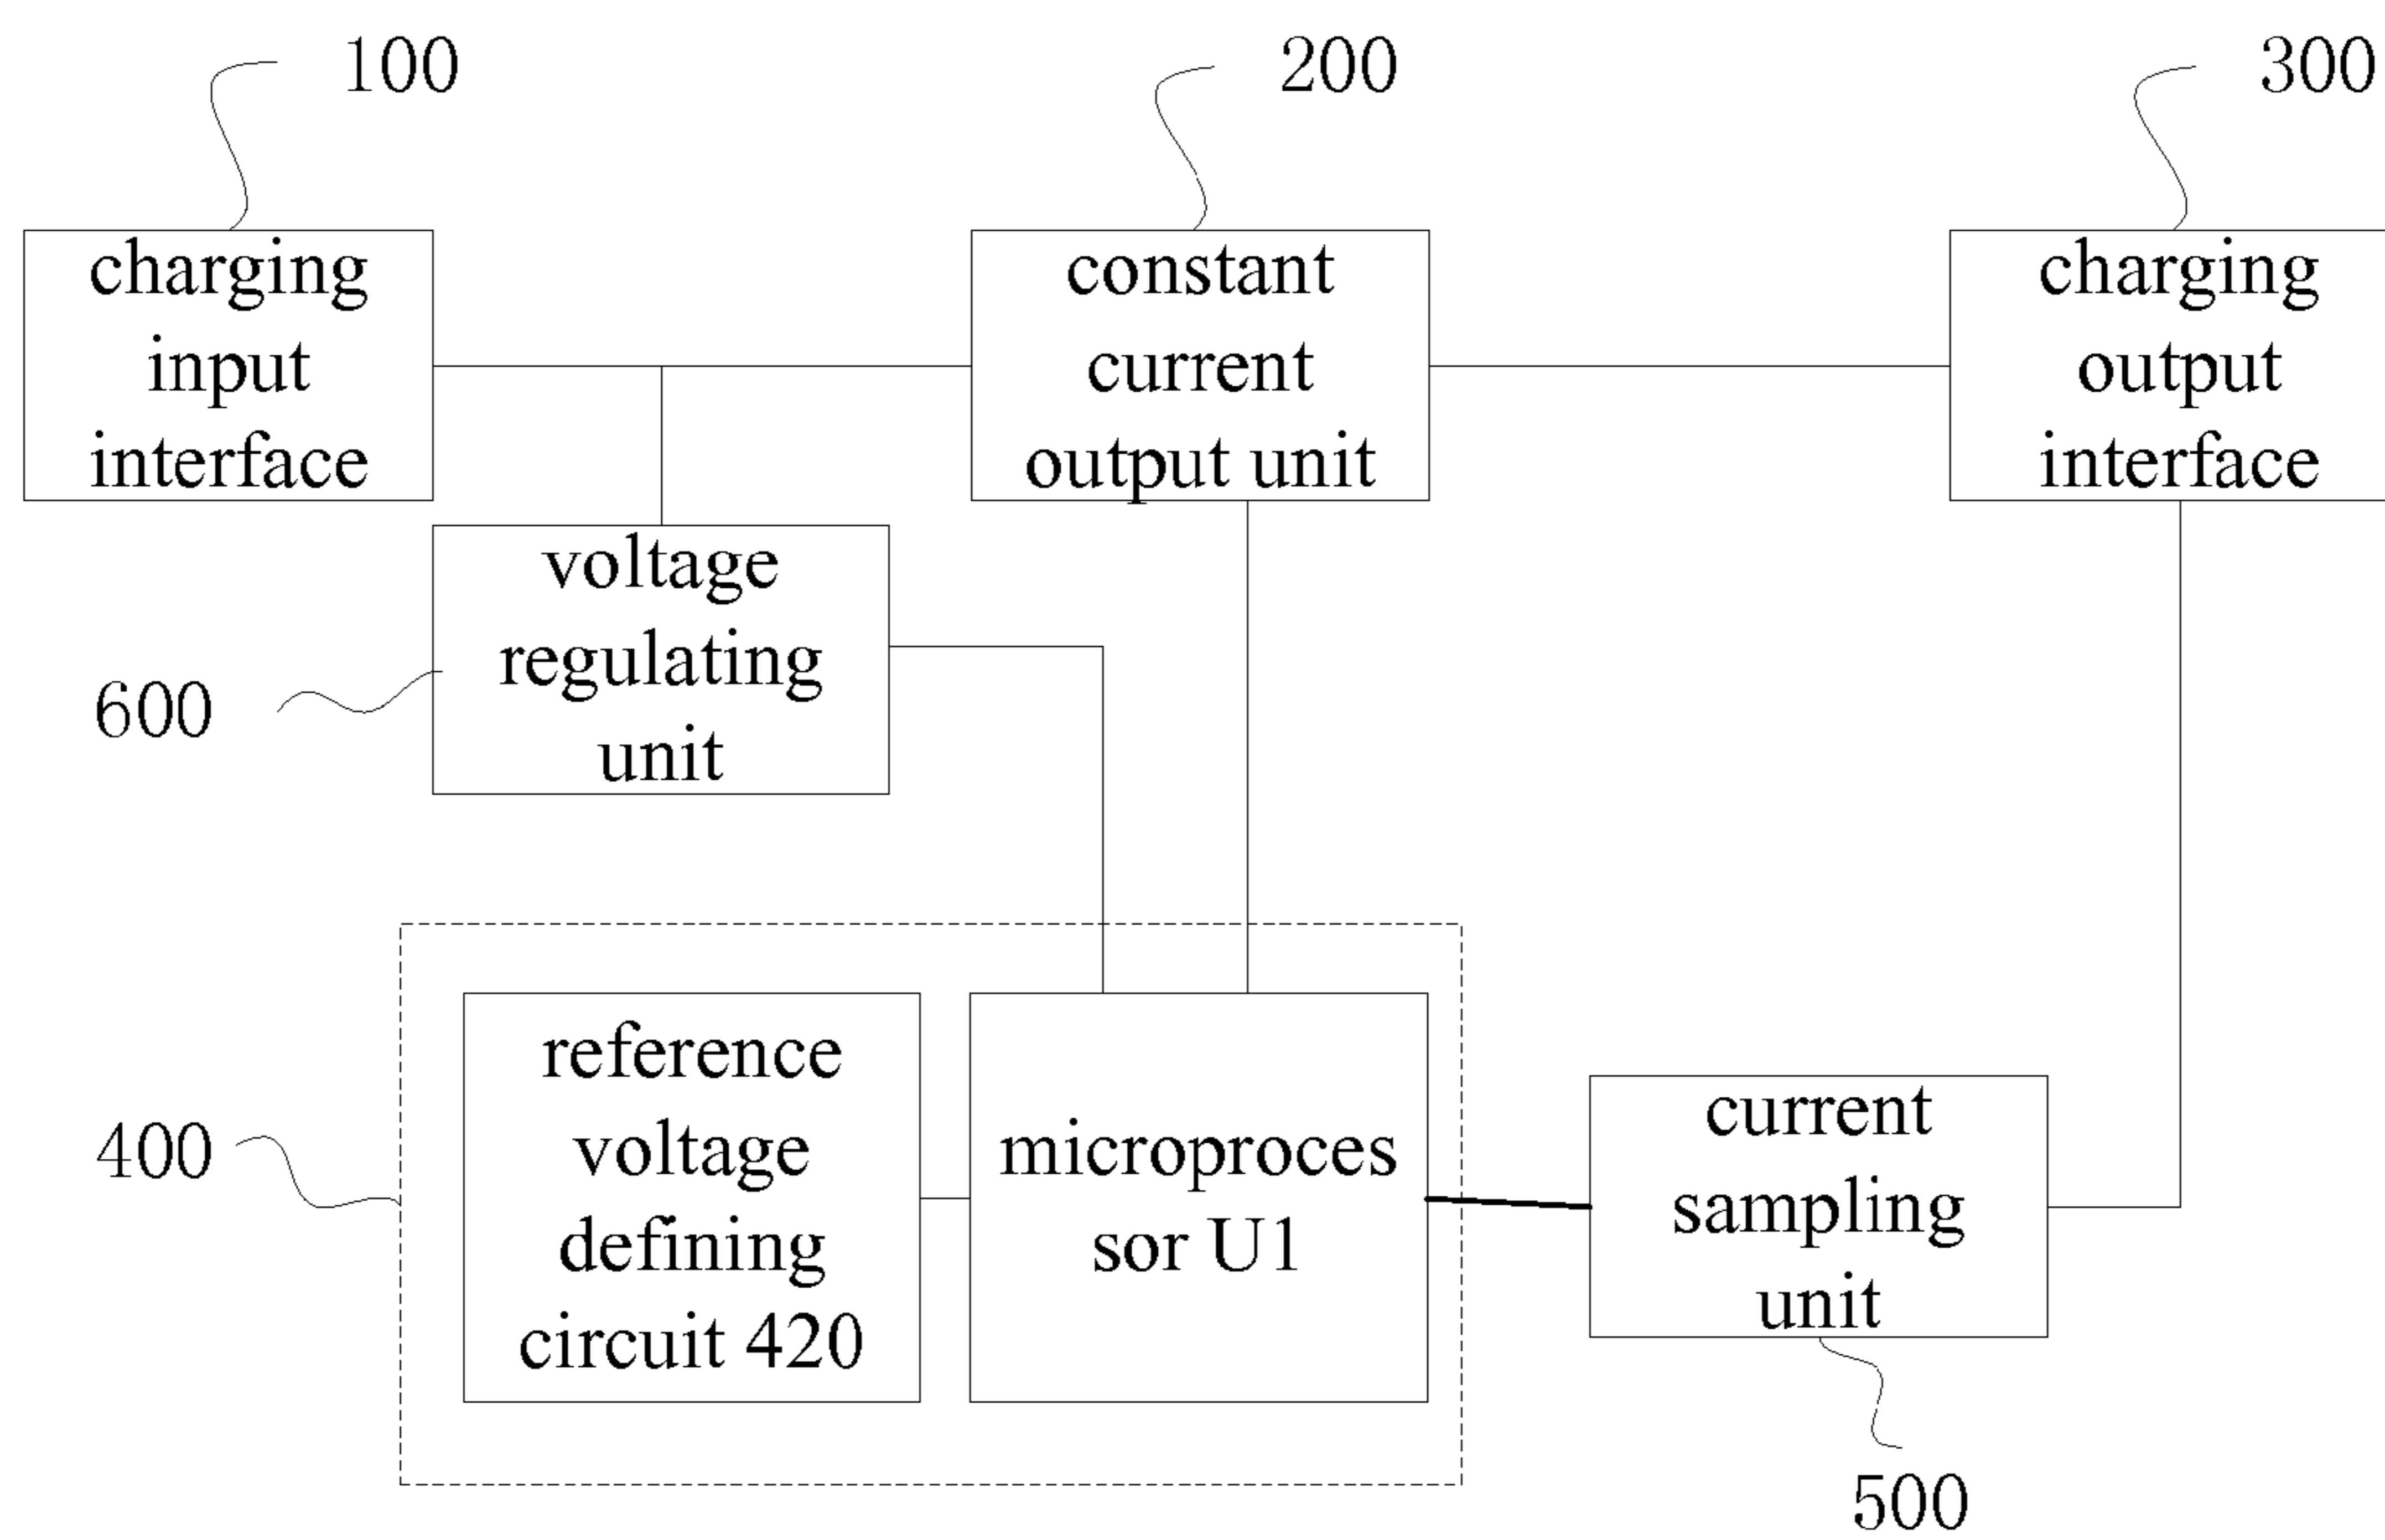 100
200
300
charging
input
interface
constant
current
output unit
charging
output
interface
voltage
regulating
unit
600
reference
voltage
defining
circuit 420
microproces
sor U1
400
current
sampling
unit
500